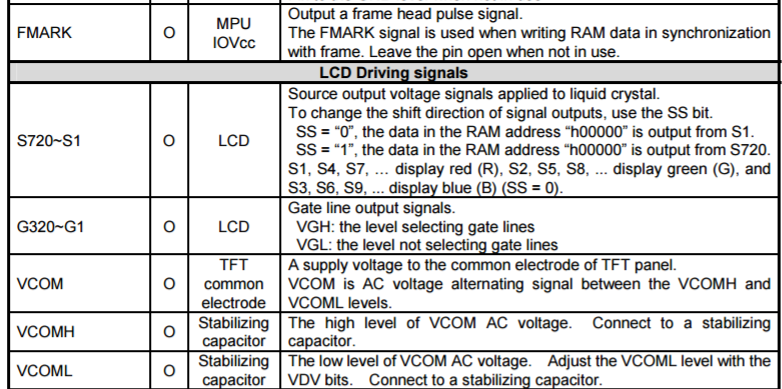 FMARK
O
MPU
IOVcc
Output a frame head pulse signal.
The FMARK signal is used when writing RAM data in synchronization
with frame. Leave the pin open when not in use.
LCD Driving signals
S720~S1
O
LCD
Source output voltage signals applied to liquid crystal.
To change the shift direction of signal outputs, use the SS bit.
SS = “0”, the data in the RAM address “h00000” is output from S1.
SS = “1”, the data in the RAM address “h00000” is output from S720.
S1, S4, S7, … display red (R), S2, S5, S8, ... display green (G), and
S3, S6, S9, ... display blue (B) (SS = 0).
G320~G1
O
LCD
Gate line output signals.
VGH: the level selecting gate lines
VGL: the level not selecting gate lines
VCOM
O
TFT
common
electrode
A supply voltage to the common electrode of TFT panel.
VCOM is AC voltage alternating signal between the VCOMH and
VCOML levels.
VCOMH
O
Stabilizing
capacitor
The high level of VCOM AC voltage. Connect to a stabilizing
capacitor.
VCOML
O
Stabilizing
capacitor
The low level of VCOM AC voltage. Adjust the VCOML level with the
VDV bits. Connect to a stabilizing capacitor.